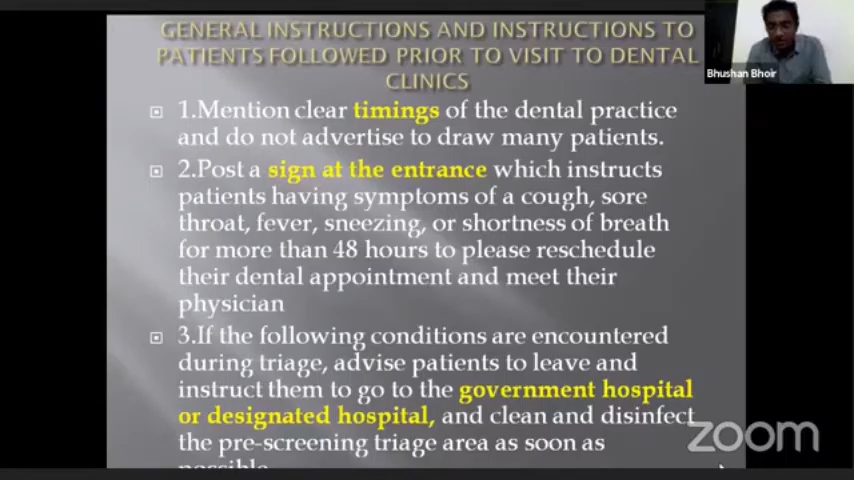 GENERAL INSTRUCTIONS AND INSTRUCTIONS TO
PATIENTS FOLLOWED PRIOR TO VISIT TO DENTAL
CLINICS
Bhushan Bhoir
1.Mention clear timings of the dental practice
and do not advertise to draw many patients.
2.Post a sign at the entrance which instructs
patients having symptoms of a cough, sore
throat, fever, sneezing, or shortness of breath
for more than 48 hours to please reschedule
their dental appointment and meet their
physician
3.If the following conditions are encountered
during triage, advise patients to leave and
instruct them to go to the government hospital
or designated hospital, and clean and disinfect
the pre-screening triage area as soon as
possible
zoom